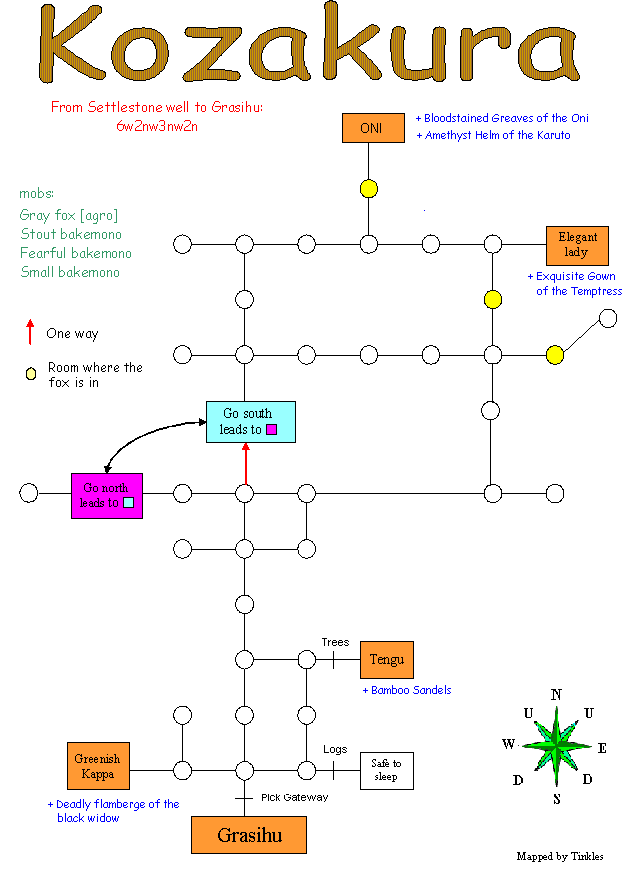 Kozakura
From Settlestone well to Grasihu:
6w2nw3nw2n
ONI
+ Bloodstained Greaves of the Oni
+ Amethyst Helm of the Karuto
mobs:
Gray fox [agro]
Stout bakemono
Fearful bakemono
Small bakemono
Elegant
lady
+ Exquisite Gown
of the Temptress
One way
Room where the
fox is in
Go south
leads to
Go north
leads to
Trees
Tengu
+ Bamboo Sandels
Logs
Safe to
sleep
Greenish
Kappa
+ Deadly flamberge of the
black widow
Pick Gateway
Grasihu
N
U U
W E
D D
S
Mapped by Tinkles